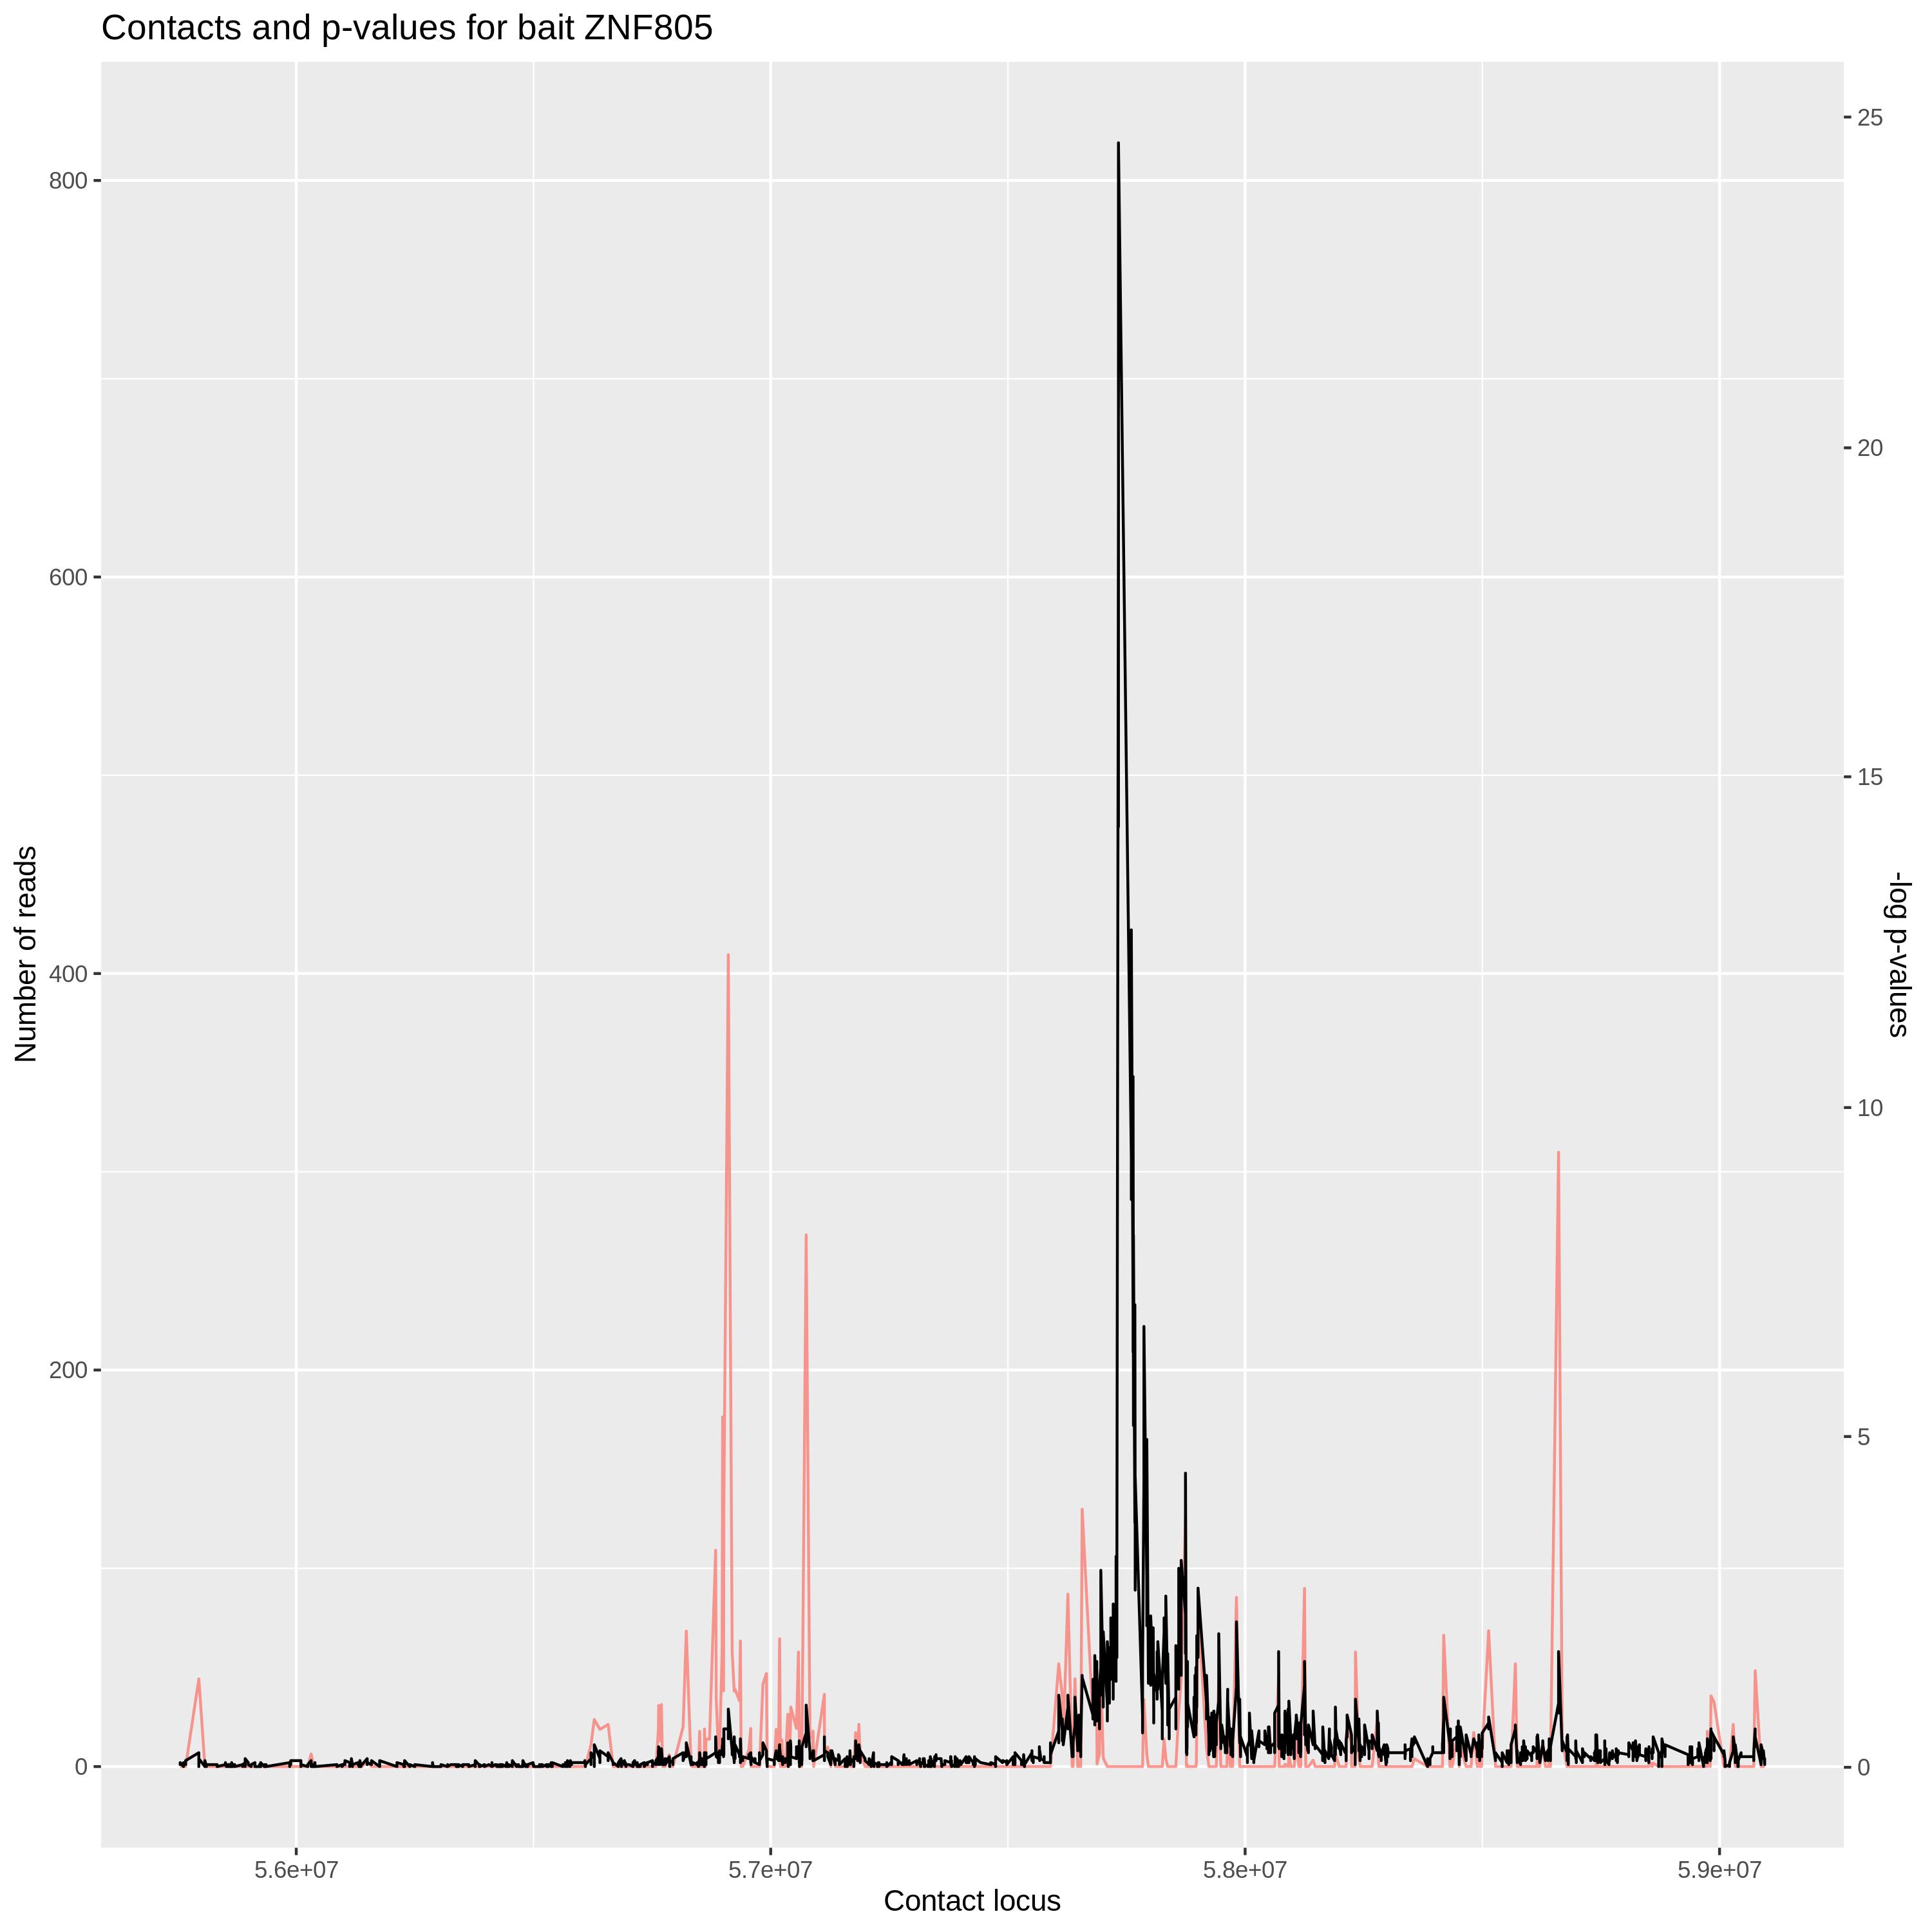 Contacts and p-values for bait ZNF805
800
600
400
200
0
Number of reads
25
20
15
10
5
0
-log p-values
5.6e+07
5.7e+07
5.8e+07
5.9e+07
Contact locus